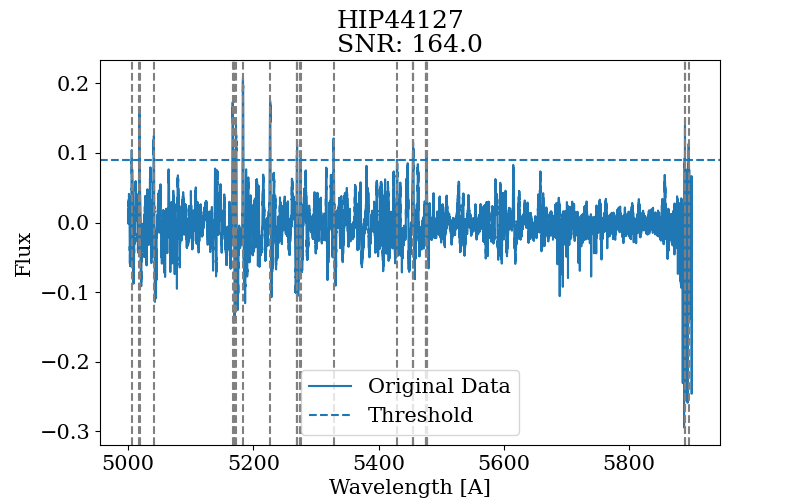 HIP44127
SNR: 164.0
0.2
0.1
0.0
−0.1
−0.2
−0.3
Flux
Original Data
Threshold
5000
5200
5400
5600
5800
Wavelength [A]